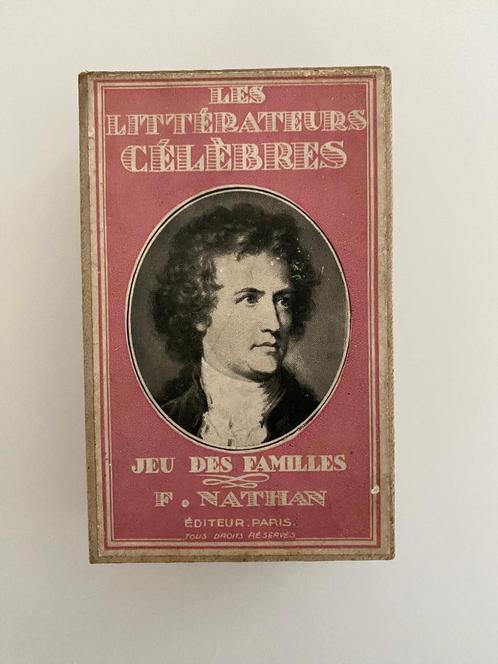 LES
LITTÉRATEURS
CÉLÈBRES
JEU DES FAMILLES
F. NATHAN
ÉDITEUR. PARIS.
TOUS DROITS RÉSERVÉS